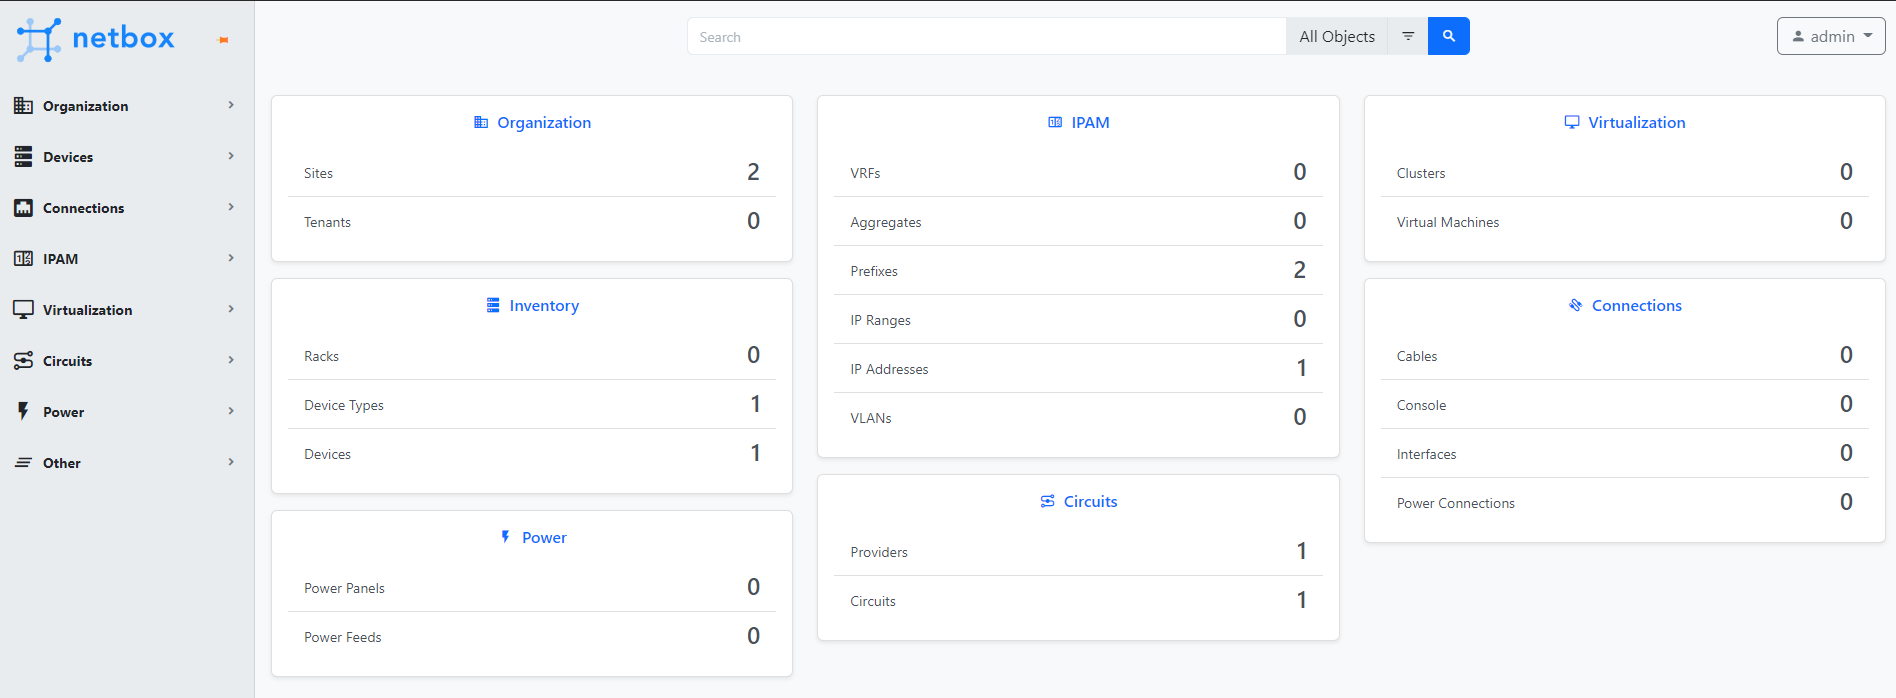 netbox
Search
All Objects
admin
Organization
Devices
Connections
IPAM
Virtualization
Circuits
Power
Other
Organization
Sites 2
Tenants 0
Inventory
Racks 0
Device Types 1
Devices 1
Power
Power Panels 0
Power Feeds 0
IPAM
VRFs 0
Aggregates 0
Prefixes 2
IP Ranges 0
IP Addresses 1
VLANs 0
Circuits
Providers 1
Circuits 1
Virtualization
Clusters 0
Virtual Machines 0
Connections
Cables 0
Console 0
Interfaces 0
Power Connections 0